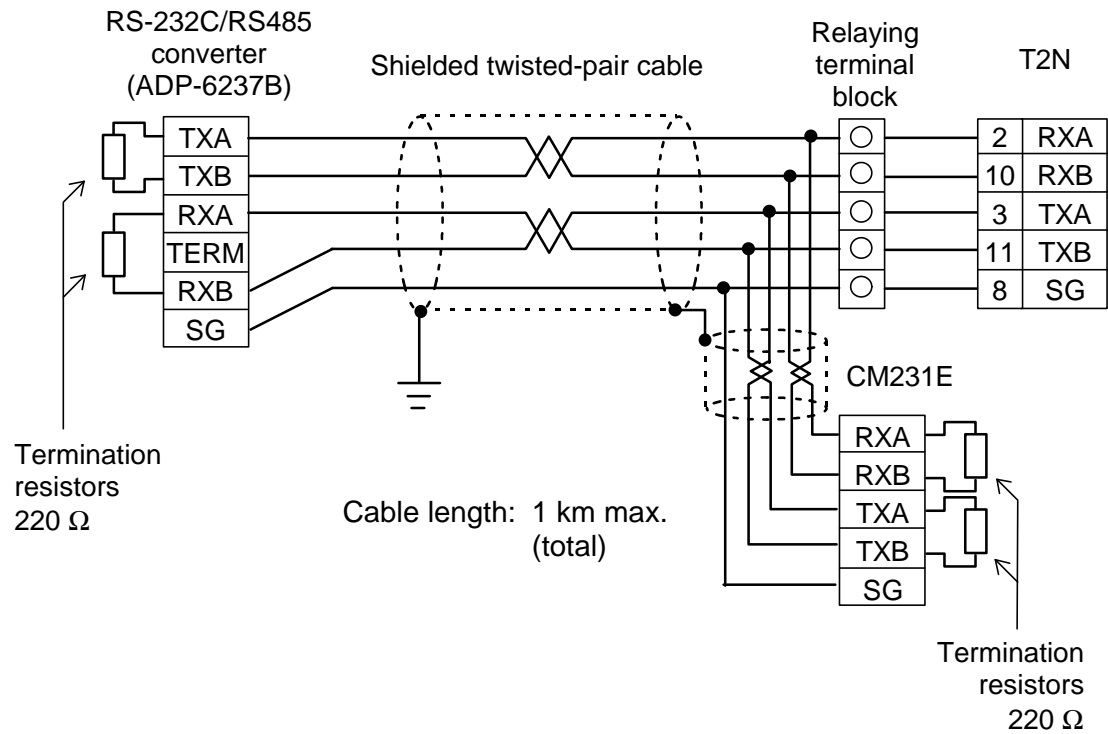 RS-232C/RS485
converter
(ADP-6237B)
Shielded twisted-pair cable
Relaying
terminal
block
T2N
TXA
TXB
RXA
TERM
RXB
SG
2 RXA
10 RXB
3 TXA
11 TXB
8 SG
CM231E
RXA
RXB
TXA
TXB
SG
Termination
resistors
220 Ω
Cable length: 1 km max.
(total)
Termination
resistors
220 Ω